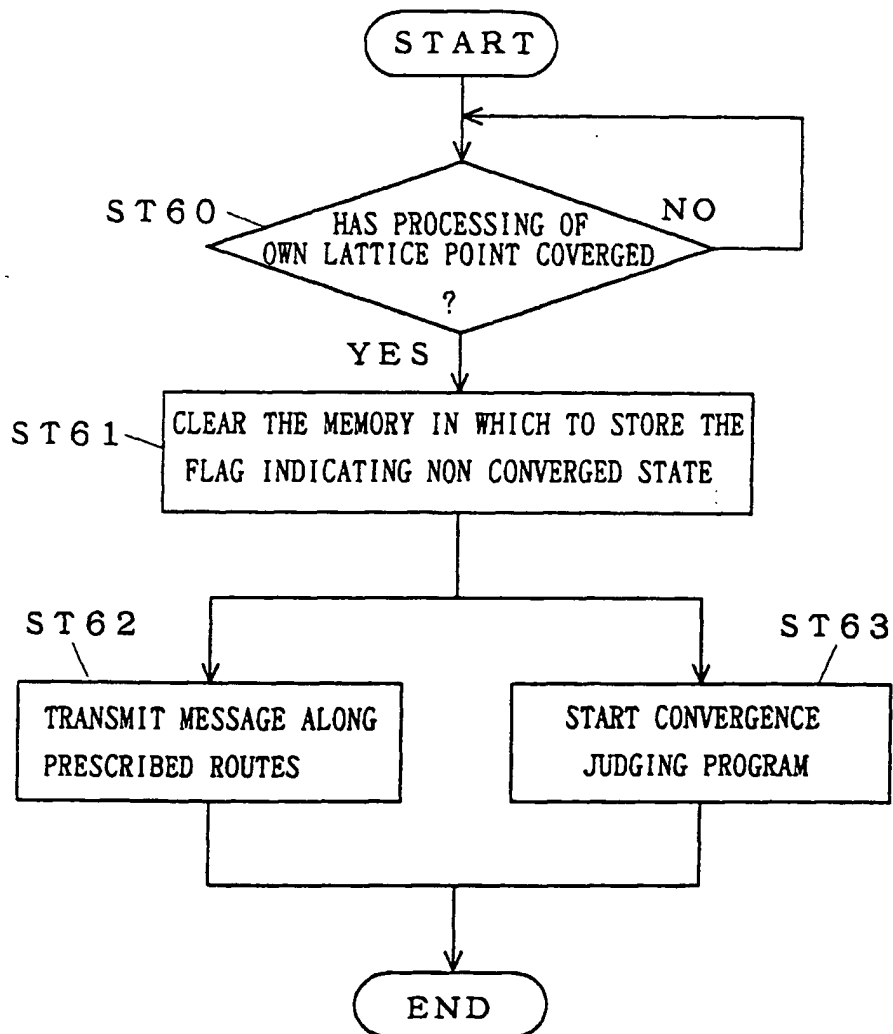 START
ST60
HAS PROCESSING OF
OWN LATTICE POINT COVERGED
?
NO
YES
ST61
CLEAR THE MEMORY IN WHICH TO STORE THE
FLAG INDICATING NON CONVERGED STATE
ST62
ST63
TRANSMIT MESSAGE ALONG
PRESCRIBED ROUTES
START CONVERGENCE
JUDGING PROGRAM
END